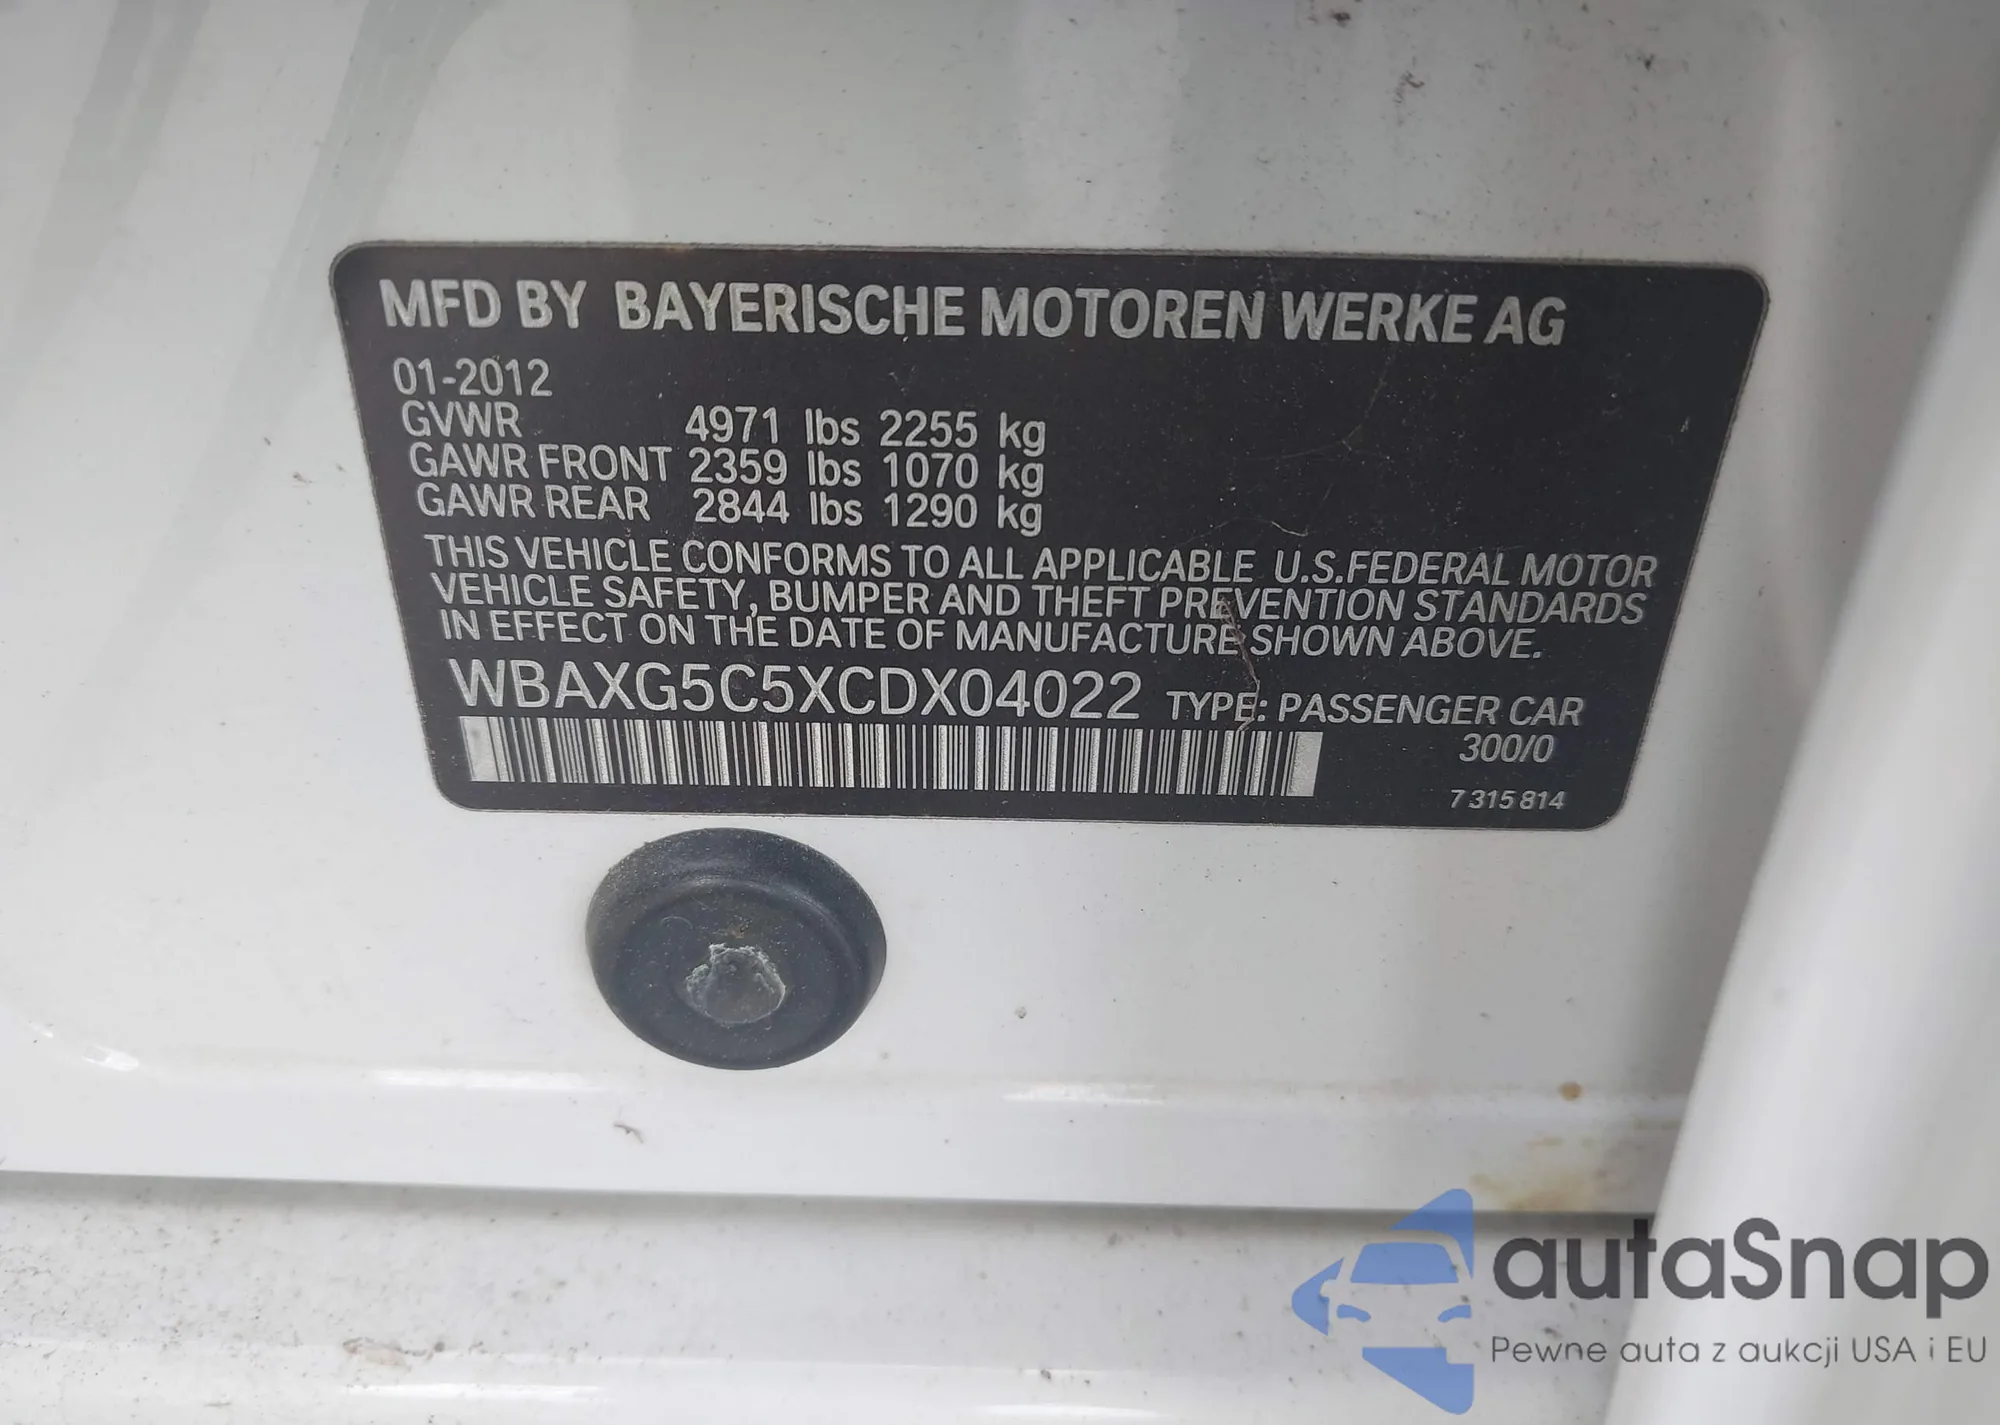 MFD BY BAYERISCHE MOTOREN WERKE AG
01-2012
GVWR 4971 lbs 2255 kg
GAWR FRONT 2359 lbs 1070 kg
GAWR REAR 2844 lbs 1290 kg
THIS VEHICLE CONFORMS TO ALL APPLICABLE U.S.FEDERAL MOTOR
VEHICLE SAFETY, BUMPER AND THEFT PREVENTION STANDARDS
IN EFFECT ON THE DATE OF MANUFACTURE SHOWN ABOVE.
WBAXG5C5XCDX04022 TYPE: PASSENGER CAR
300/0
7 315 814
autaSnap
Pewne auta z aukcji USA i EU